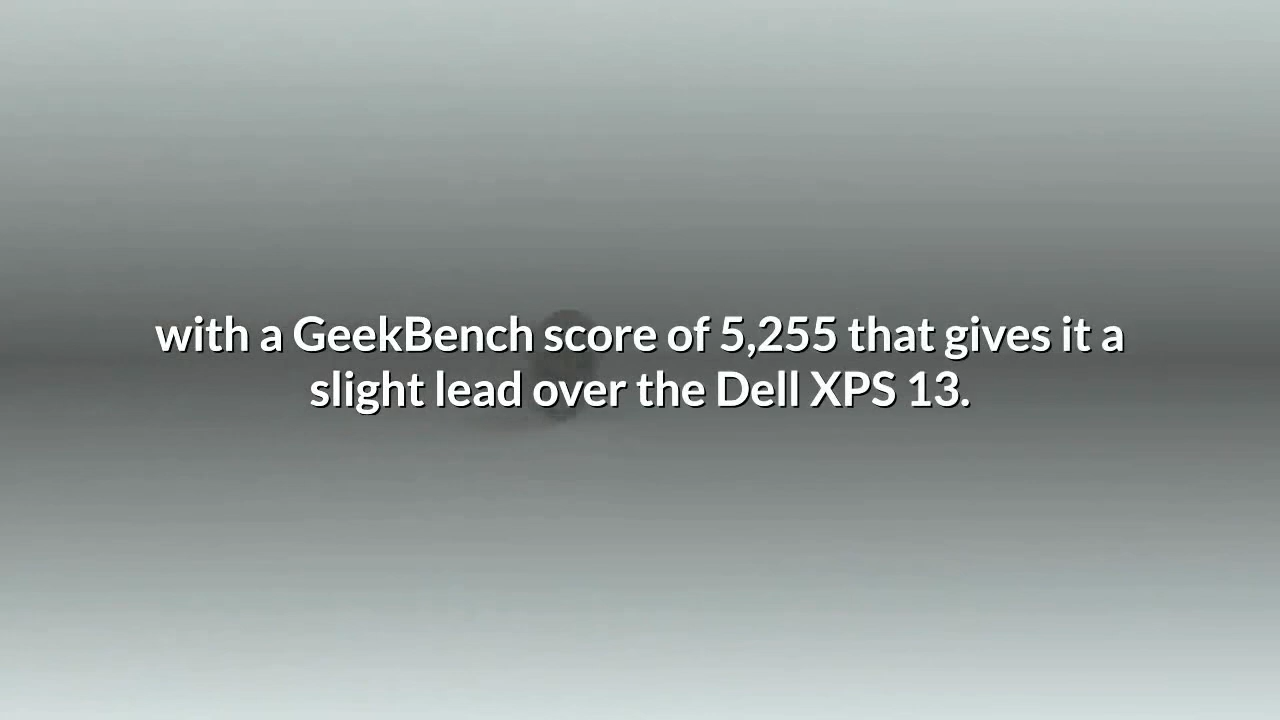 with a GeekBench score of 5,255 that gives it a
slight lead over the Dell XPS 13.